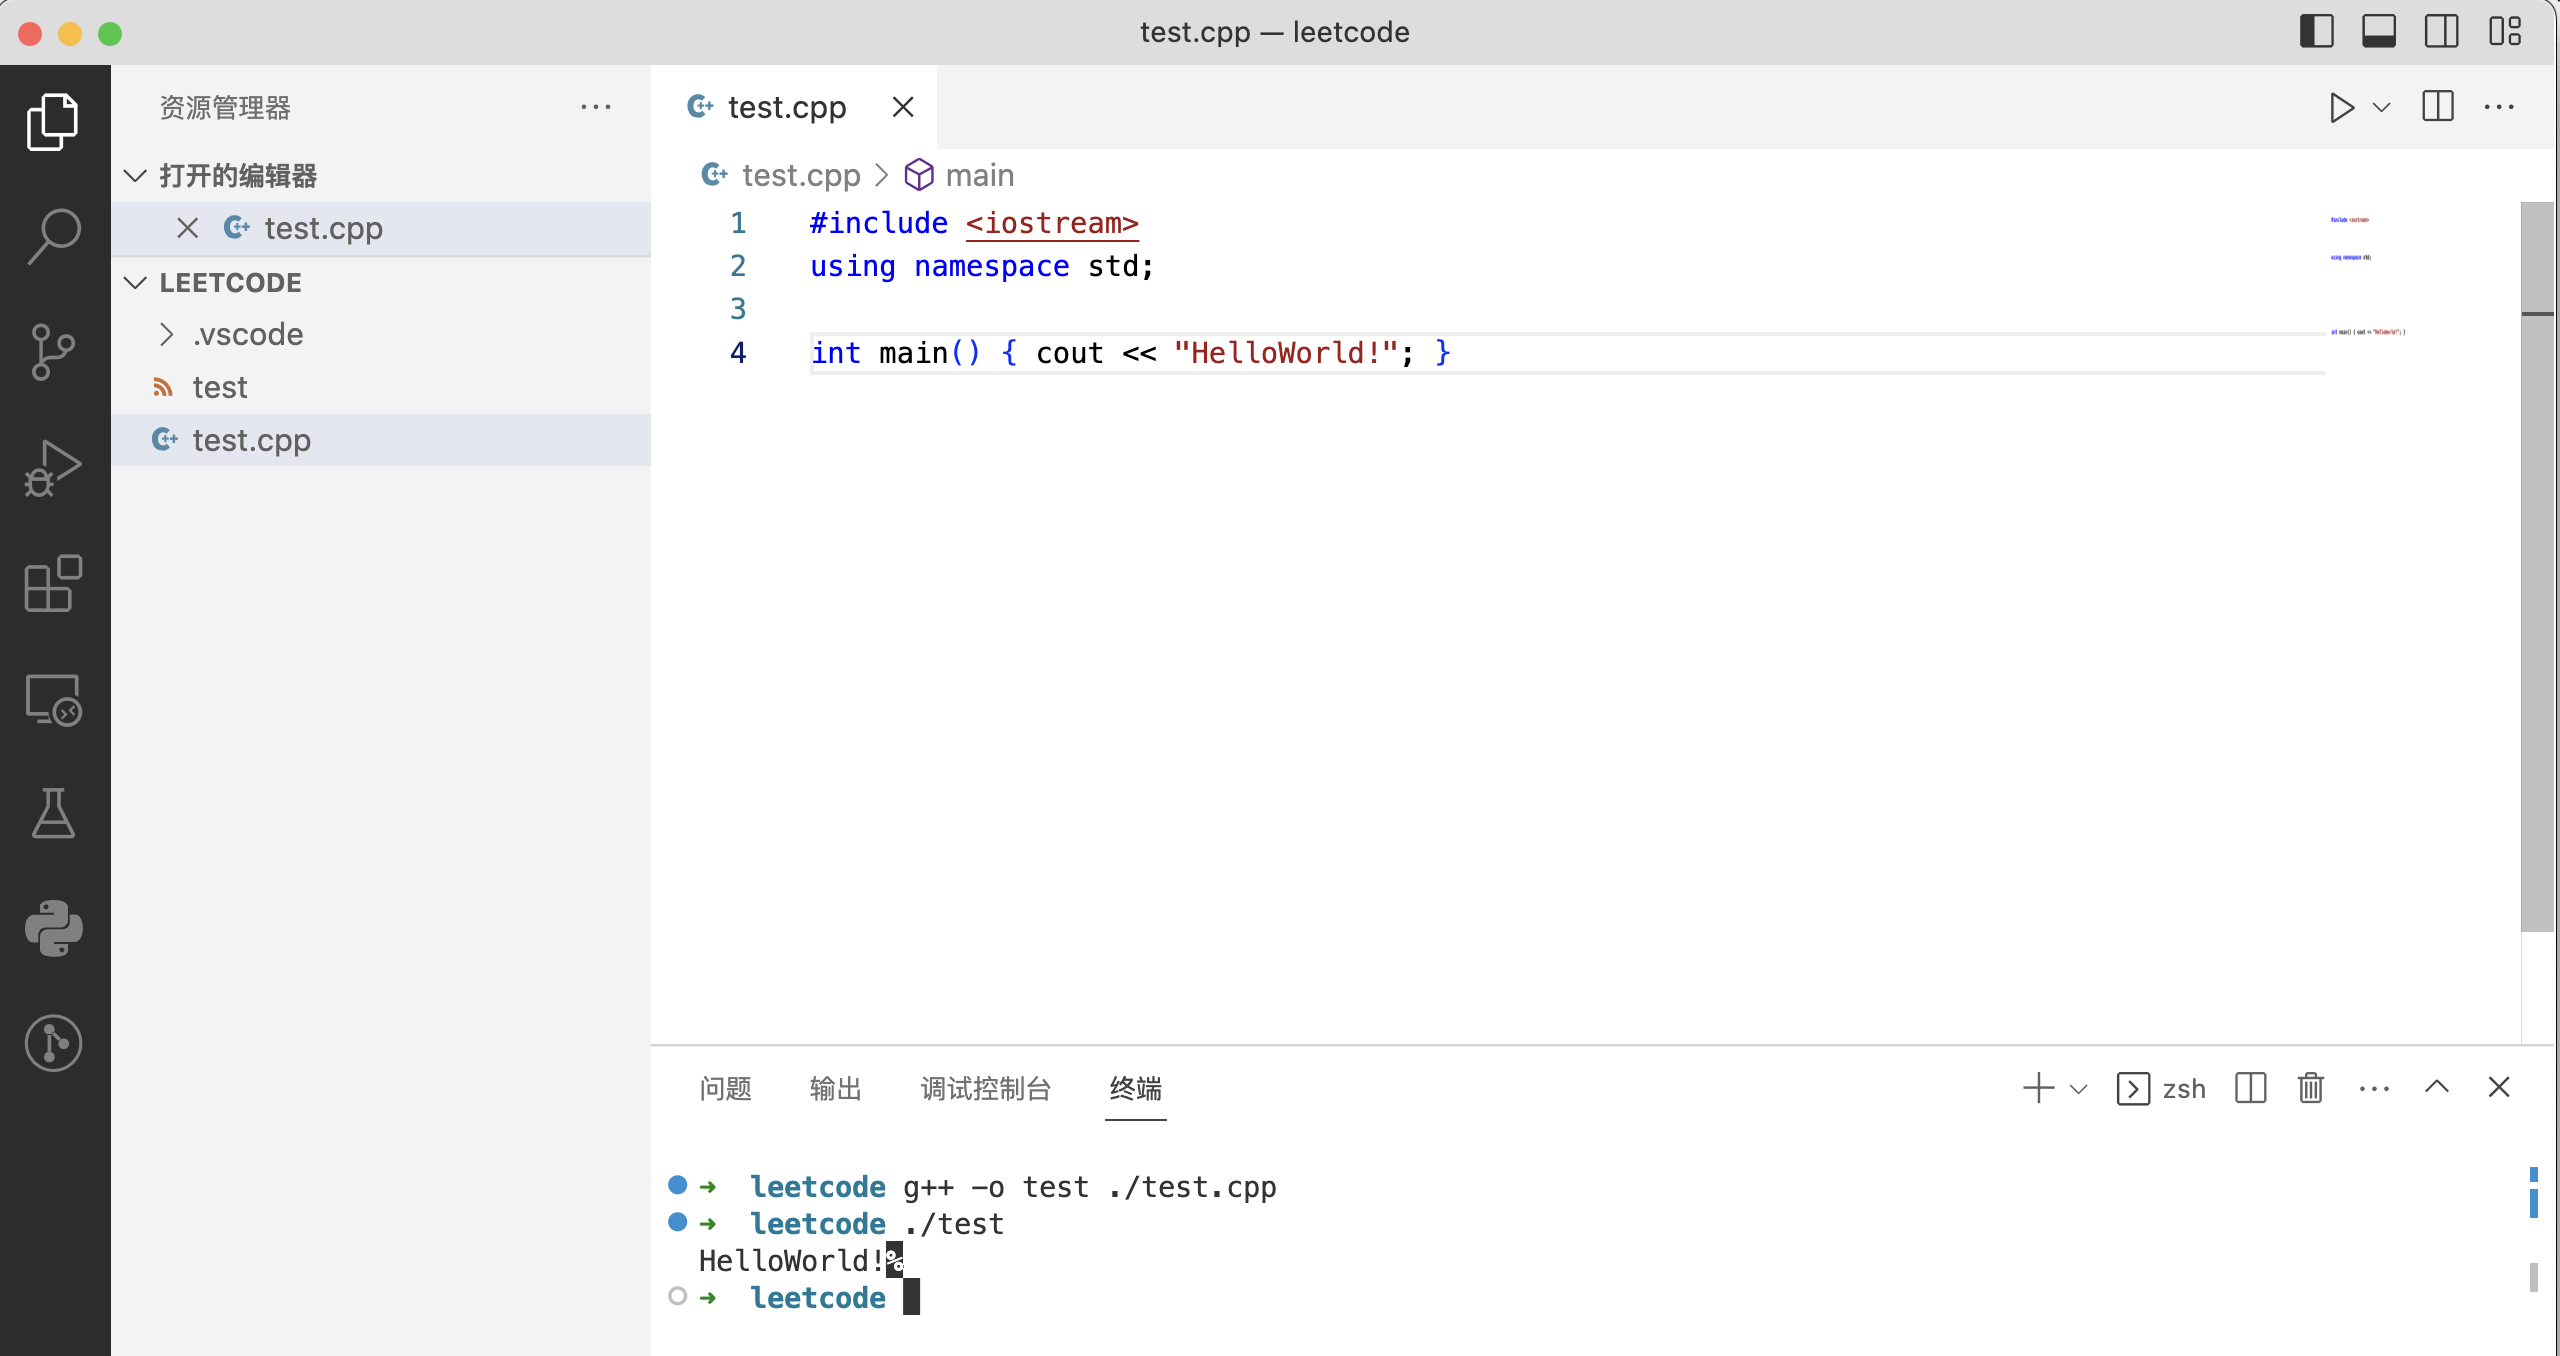 test.cpp — leetcode
资源管理器
打开的编辑器
test.cpp
LEETCODE
.vscode
test
test.cpp
test.cpp
test.cpp > main
1 #include <iostream>
2 using namespace std;
3
4 int main() { cout << "HelloWorld!"; }
问题 输出 调试控制台 终端 zsh
➜ leetcode g++ -o test ./test.cpp
➜ leetcode ./test
HelloWorld!%
➜ leetcode